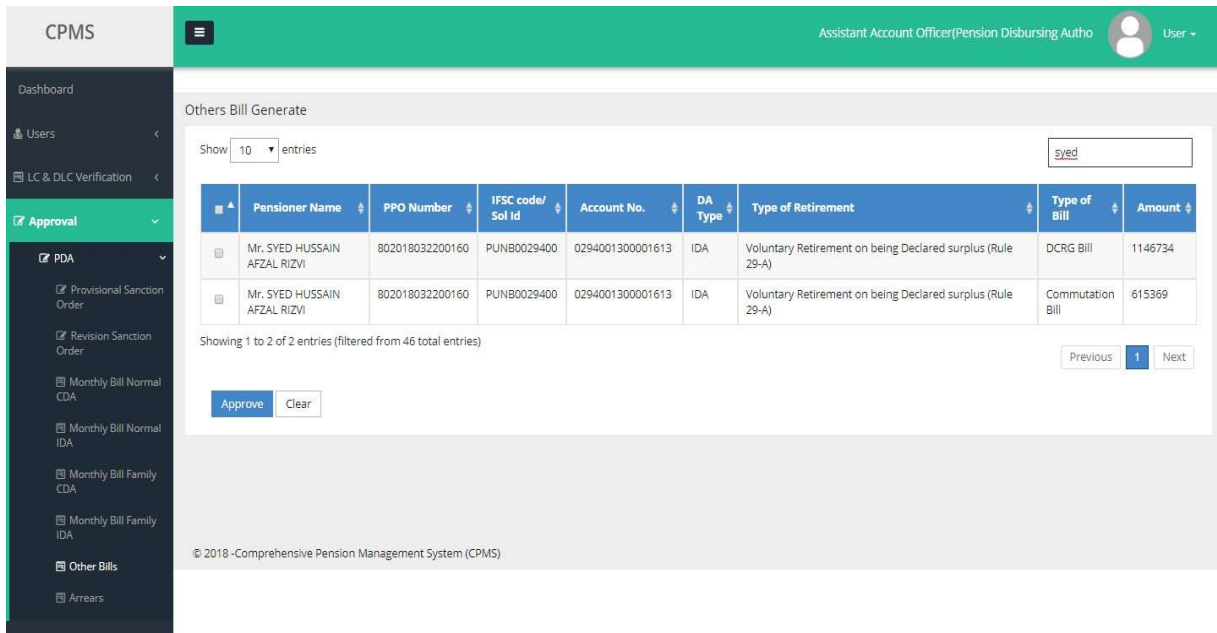 CPMS
Assistant Account Officer(Pension Disbursing Autho
User
Dashboard
Users
LC & DLC Verification
Approval
PDA
Provisional Sanction
Order
Revision Sanction
Order
Monthly Bill Normal
CDA
Monthly Bill Normal
IDA
Monthly Bill Family
CDA
Monthly Bill Family
IDA
Other Bills
Arrears
Others Bill Generate
Show 10 entries
syed
Pensioner Name PPO Number IFSC code/ Sol Id Account No. DA Type Type of Retirement Type of Bill Amount
Mr. SYED HUSSAIN 802018032200160 PUNB0029400 0294001300001613 IDA Voluntary Retirement on being Declared surplus (Rule DCRG Bill 1146734
AFZAL RIZVI 29-A)
Mr. SYED HUSSAIN 802018032200160 PUNB0029400 0294001300001613 IDA Voluntary Retirement on being Declared surplus (Rule Commutation 615369
AFZAL RIZVI 29-A) Bill
Showing 1 to 2 of 2 entries (filtered from 46 total entries)
Previous 1 Next
Approve Clear
© 2018 -Comprehensive Pension Management System (CPMS)